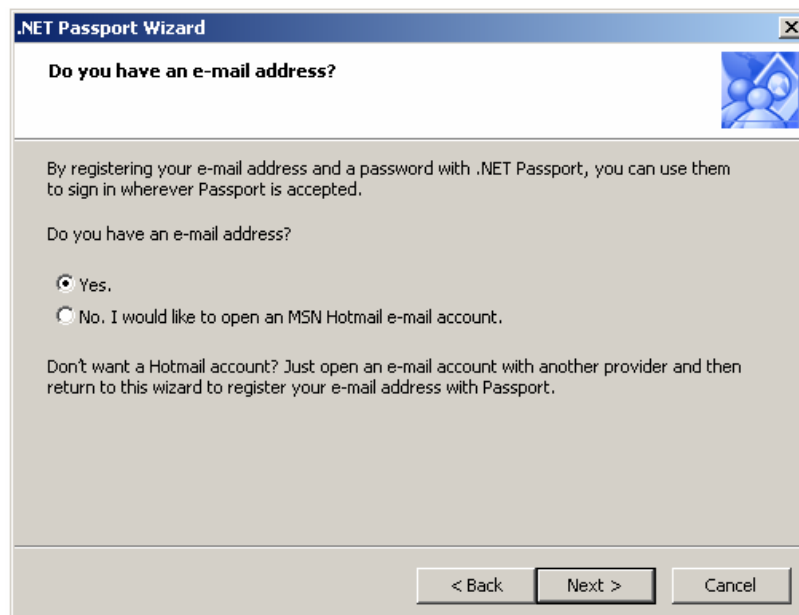 .NET Passport Wizard
Do you have an e-mail address?
By registering your e-mail address and a password with .NET Passport, you can use them
to sign in wherever Passport is accepted.
Do you have an e-mail address?
Yes.
No. I would like to open an MSN Hotmail e-mail account.
Don't want a Hotmail account? Just open an e-mail account with another provider and then
return to this wizard to register your e-mail address with Passport.
< Back Next > Cancel